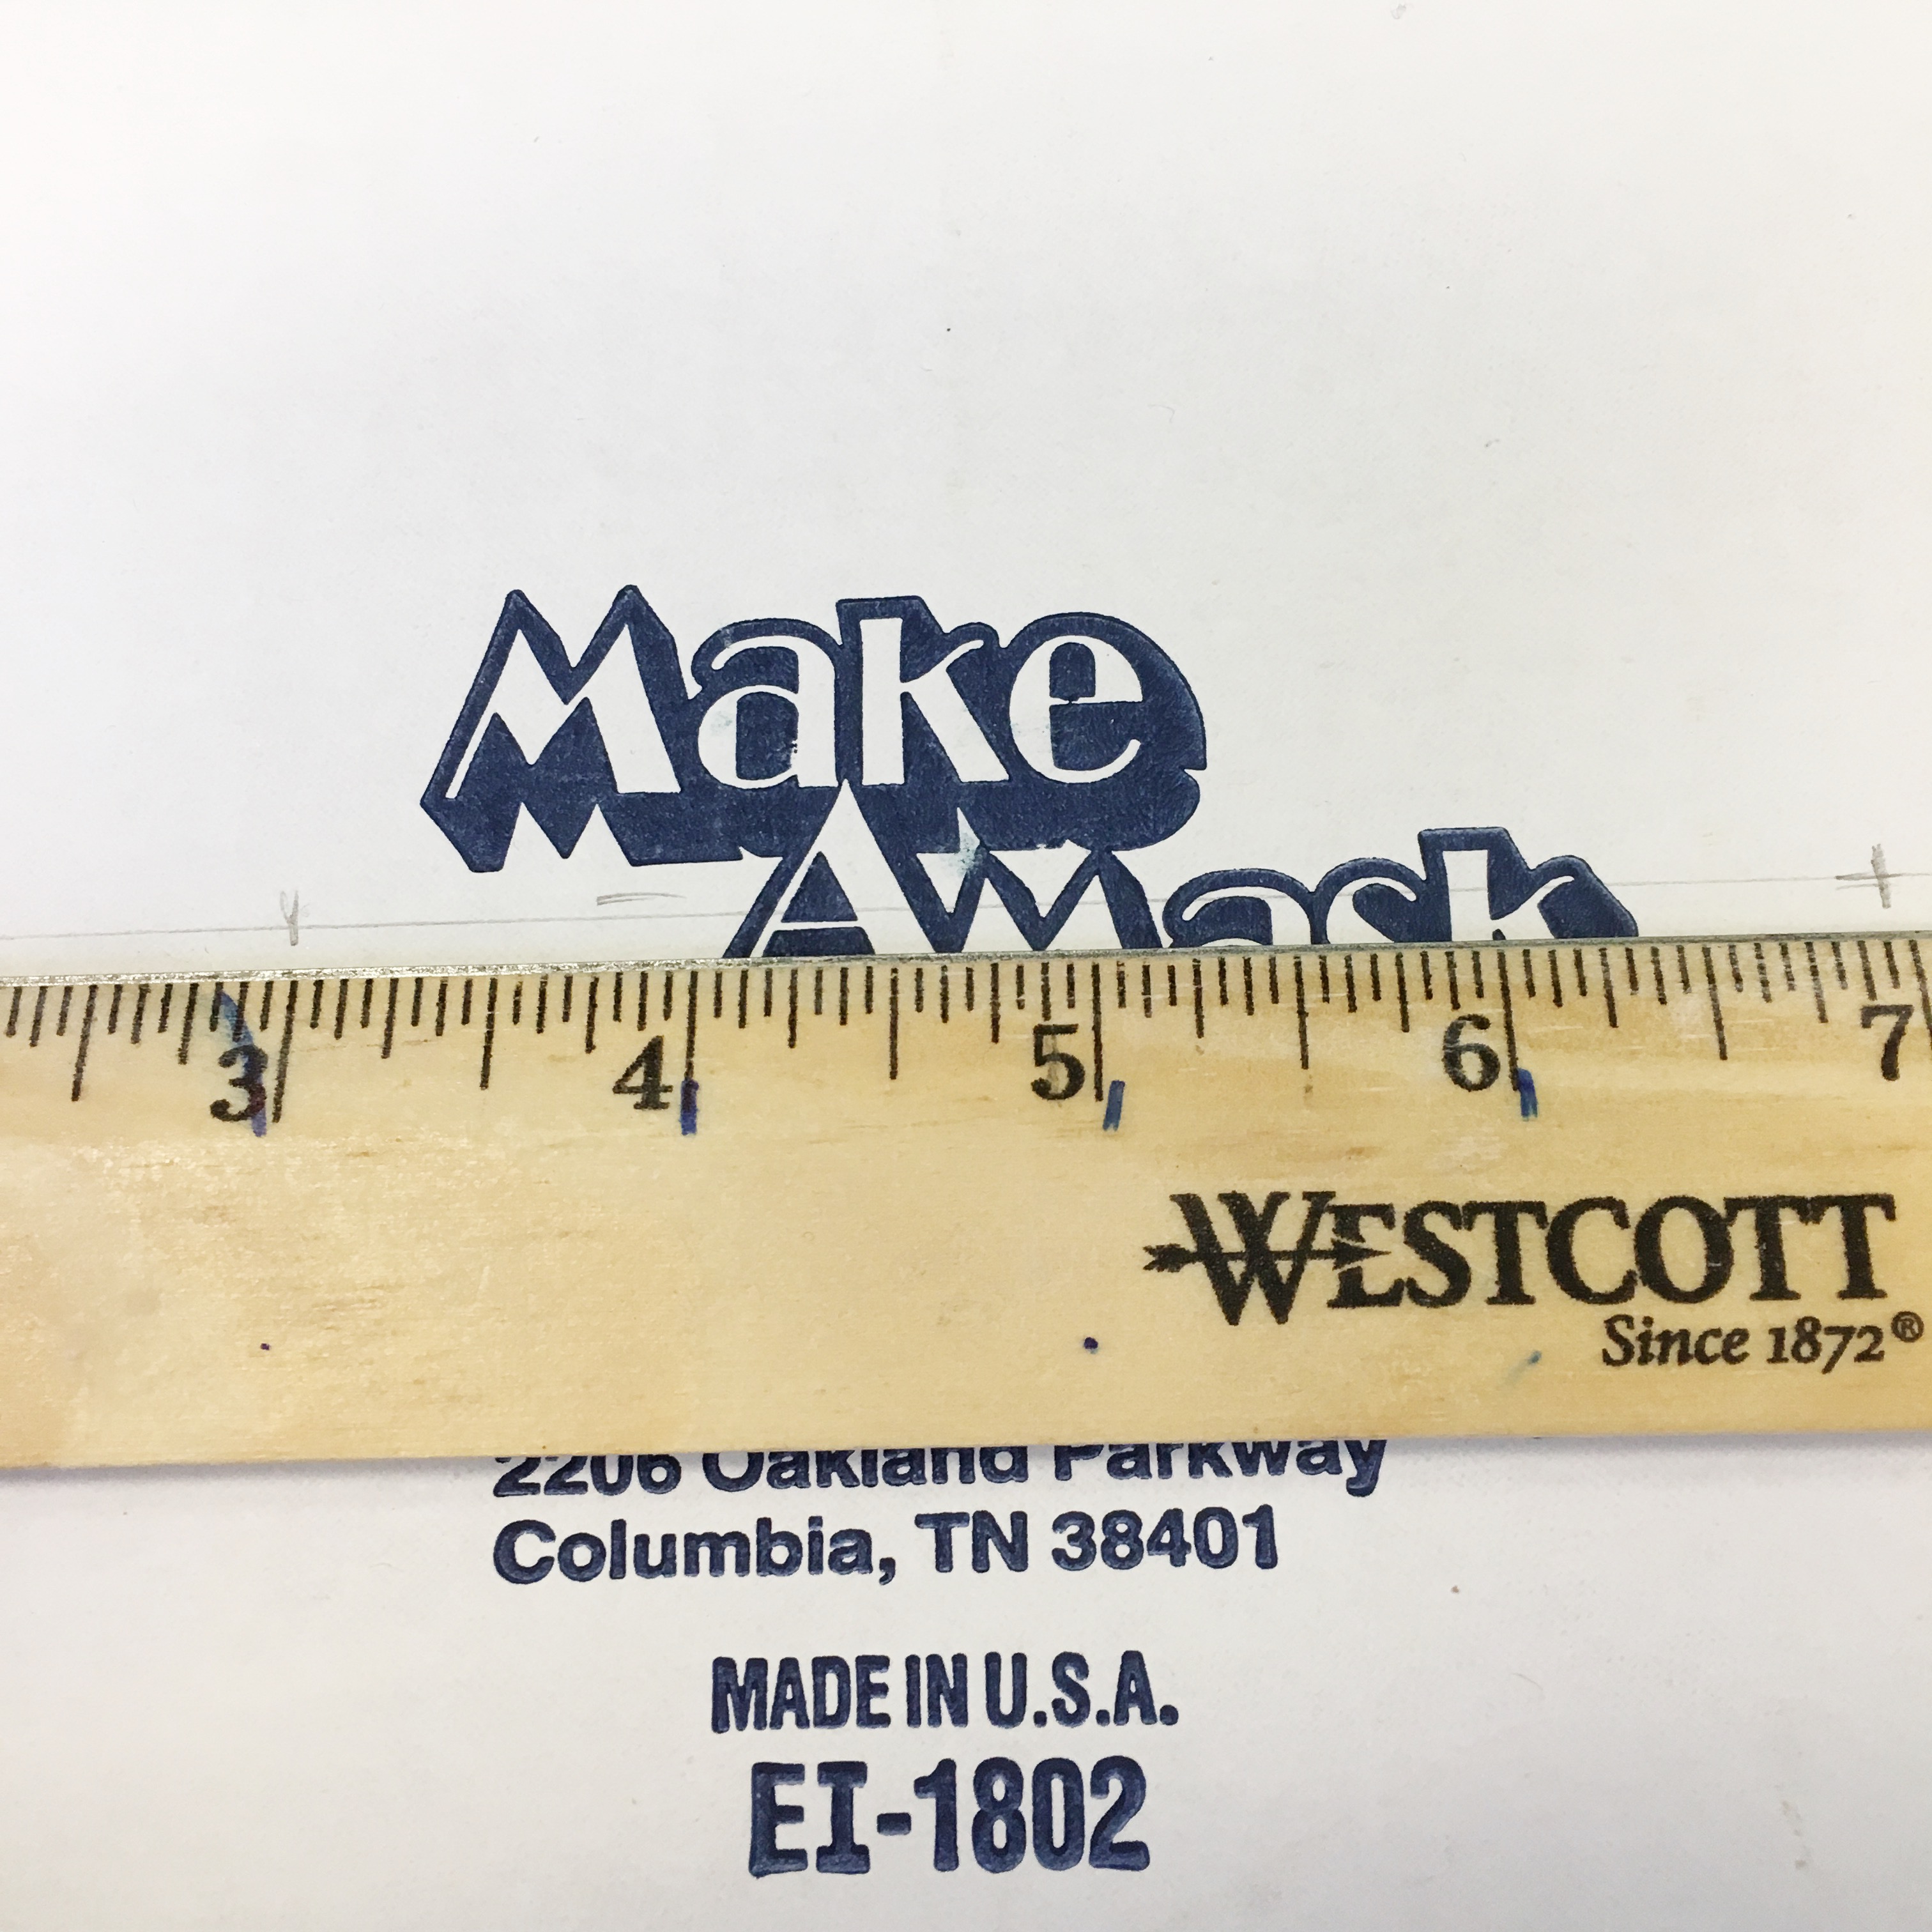 Make
A Mask
3 4 5 6 7
WESTCOTT
Since 1872®
2206 Oakland Parkway
Columbia, TN 38401
MADE IN U.S.A.
EI-1802